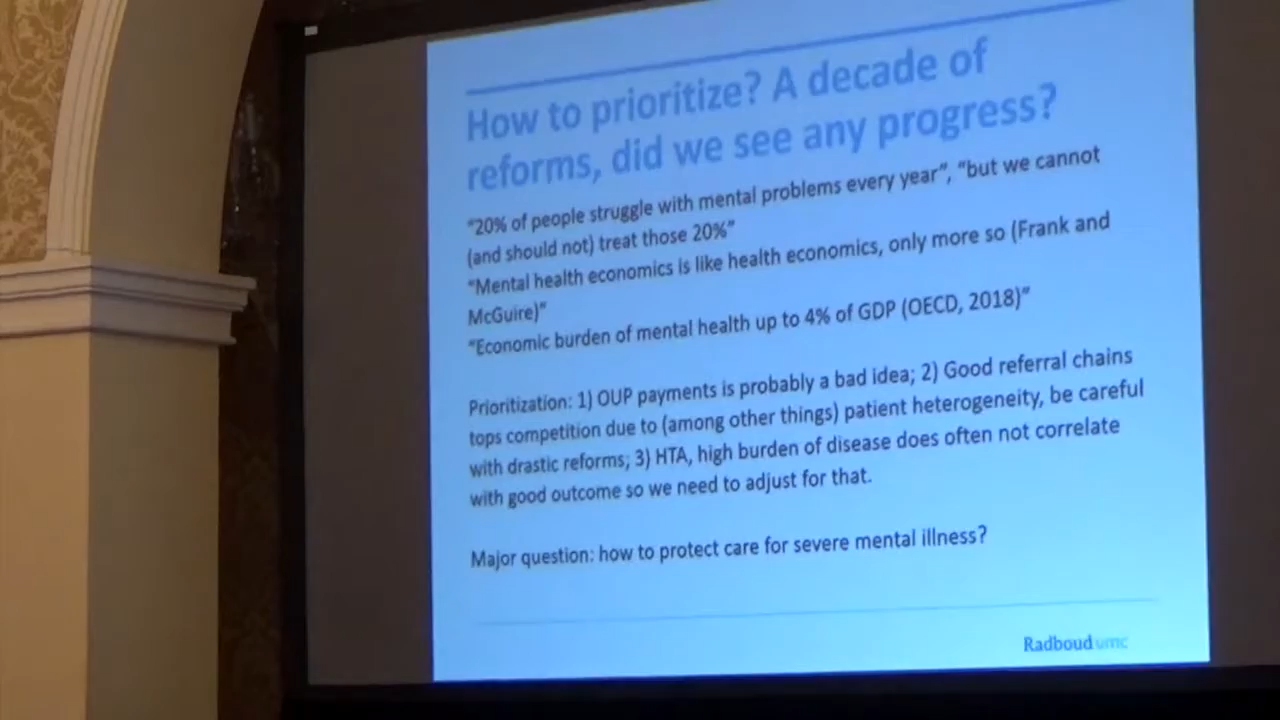 How to prioritize? A decade of
reforms, did we see any progress?
“20% of people struggle with mental problems every year”, “but we cannot
(and should not) treat those 20%”
“Mental health economics is like health economics, only more so (Frank and
McGuire)”
“Economic burden of mental health up to 4% of GDP (OECD, 2018)”
Prioritization: 1) OUP payments is probably a bad idea; 2) Good referral chains
tops competition due to (among other things) patient heterogeneity, be careful
with drastic reforms; 3) HTA, high burden of disease does often not correlate
with good outcome so we need to adjust for that.
Major question: how to protect care for severe mental illness?
Radboudumc